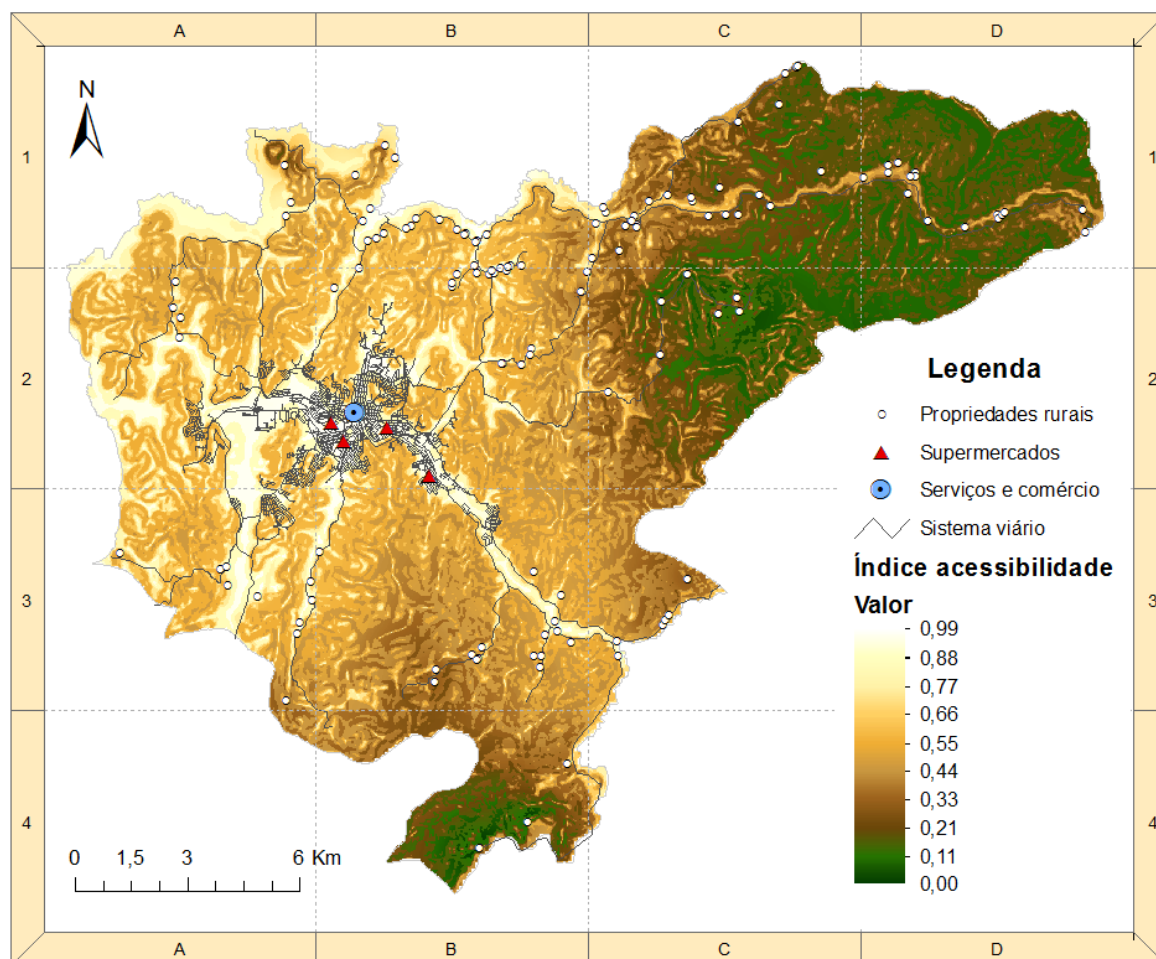 A B C D
N
1 1
2 2
3 3
4 4
Legenda
Propriedades rurais
Supermercados
Serviços e comércio
Sistema viário
Índice acessibilidade
Valor
0,99
0,88
0,77
0,66
0,55
0,44
0,33
0,21
0,11
0,00
0 1,5 3 6 Km
A B C D